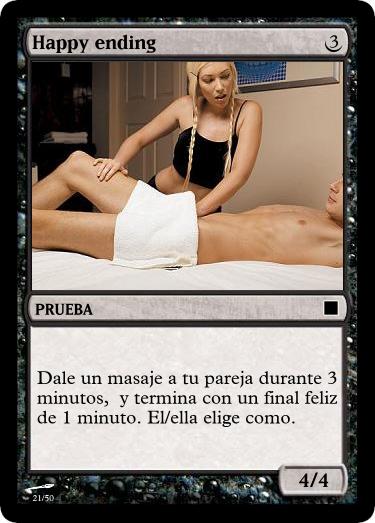 Happy ending 3
PRUEBA
Dale un masaje a tu pareja durante 3
minutos, y termina con un final feliz
de 1 minuto. El/ella elige como.
4/4
21/50